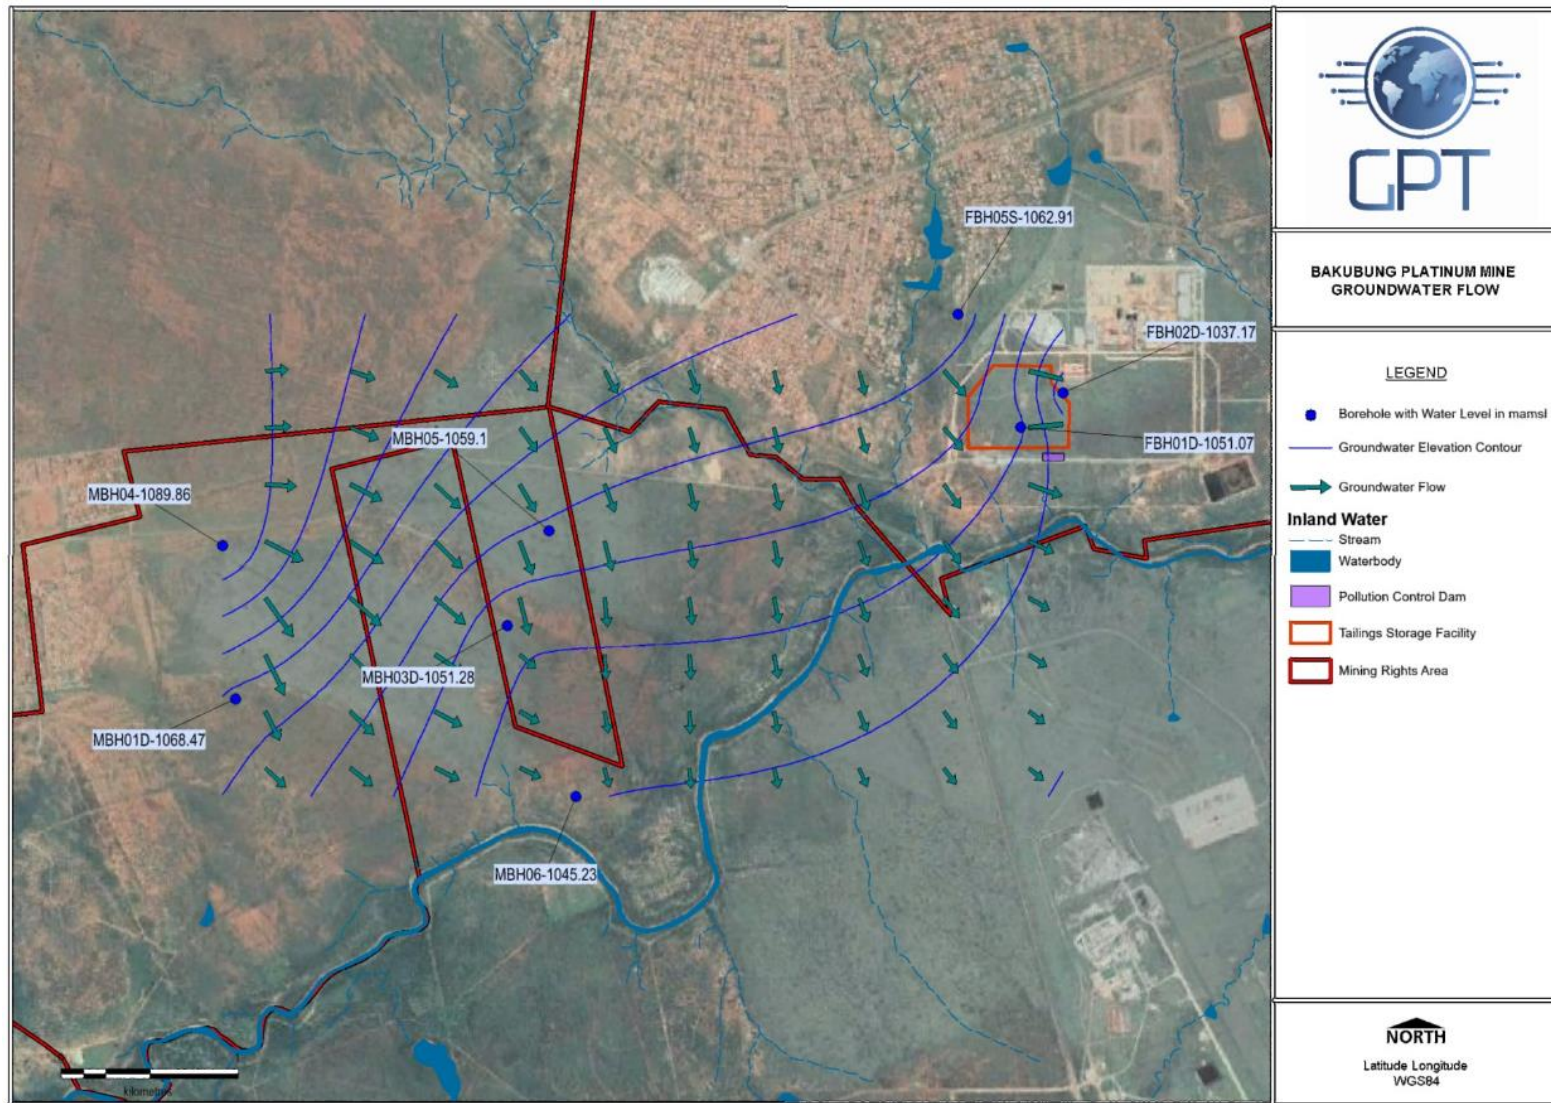 FBH05S-1062.91
FBH02D-1037.17
MBH05-1059.1
FBH01D-1051.07
MBH04-1089.86
MBH03D-1051.28
MBH01D-1068.47
MBH06-1045.23
kilometres
GPT
BAKUBUNG PLATINUM MINE
GROUNDWATER FLOW
LEGEND
Borehole with Water Level in mamsl
Groundwater Elevation Contour
Groundwater Flow
Inland Water
Stream
Waterbody
Pollution Control Dam
Tailings Storage Facility
Mining Rights Area
NORTH
Latitude Longitude
WGS84